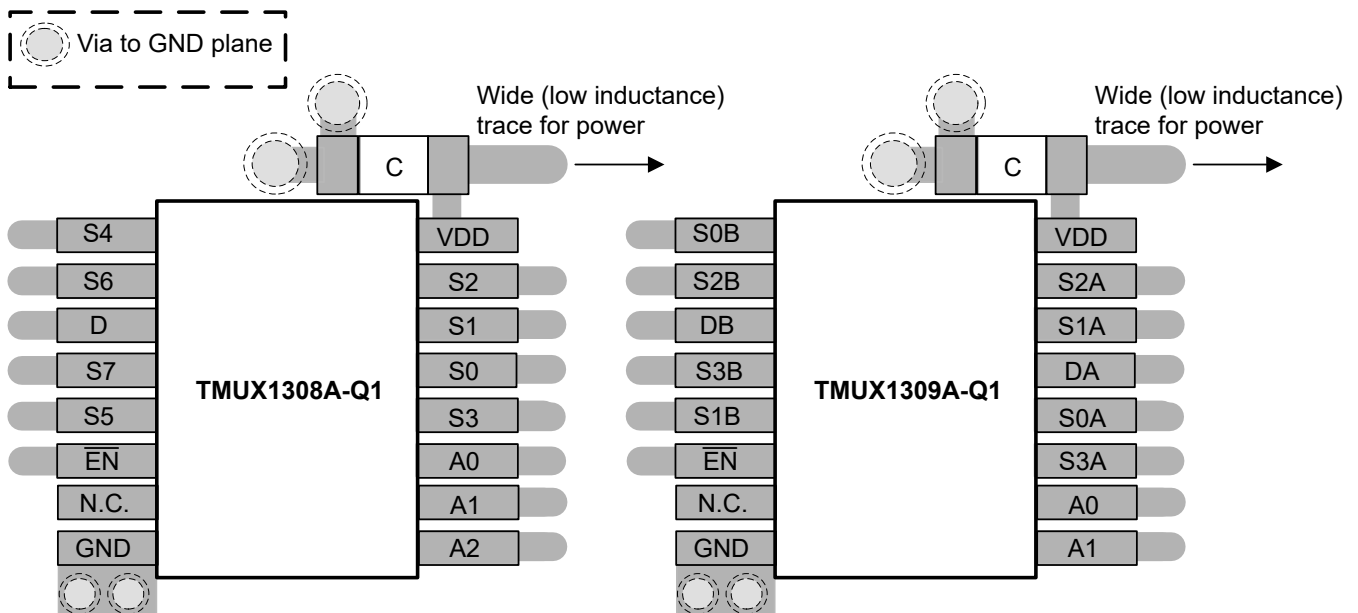 Via to GND plane
Wide (low inductance)
trace for power
C
S4
S6
D
S7
S5
EN
N.C.
GND
TMUX1308A-Q1
VDD
S2
S1
S0
S3
A0
A1
A2
Wide (low inductance)
trace for power
C
S0B
S2B
DB
S3B
S1B
EN
N.C.
GND
TMUX1309A-Q1
VDD
S2A
S1A
DA
S0A
S3A
A0
A1